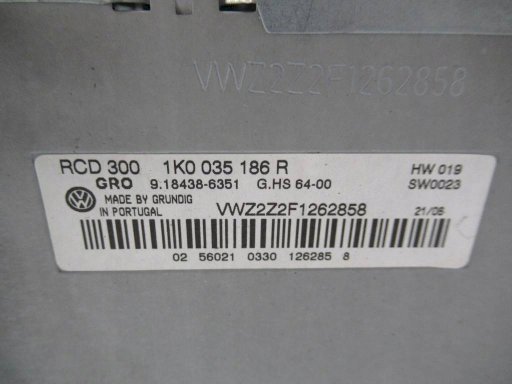 VWZ2Z2F1262858
RCD 300 1K0 035 186 R HW 019
GRO 9.18438-6351 G.HS 64-00 SW0023
MADE BY GRUNDIG
IN PORTUGAL VWZ2Z2F1262858 21/06
02 56021 0330 126285 8